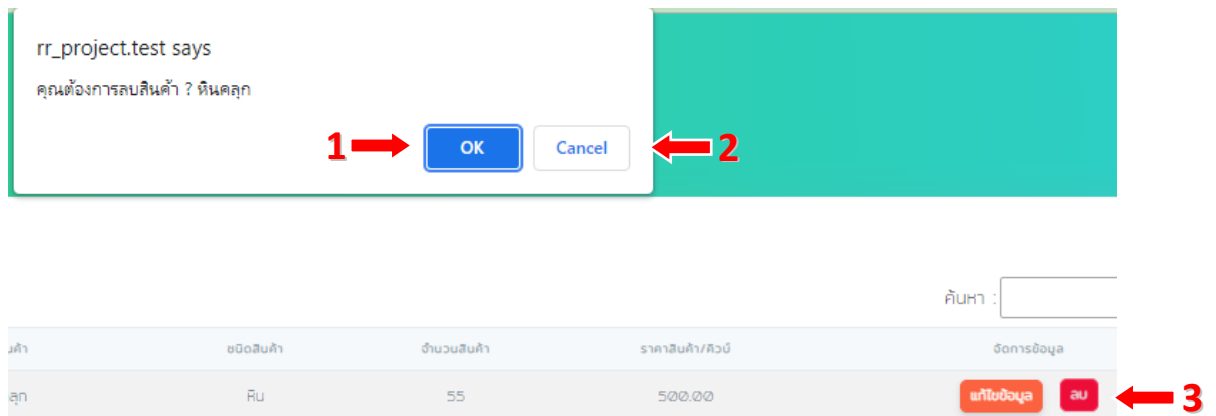 rr_project.test says
คุณต้องการลบสินค้า ? หินคลุก
1 OK Cancel 2
ค้นหา :
ชนิดสินค้า จำนวนสินค้า ราคาสินค้า/คิวบ์ จัดการข้อมูล
หิน 55 500.00 แก้ไขข้อมูล ลบ 3